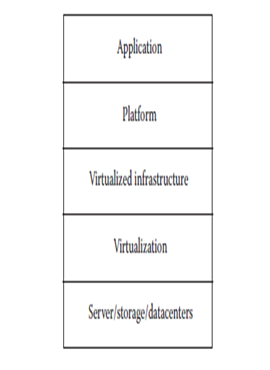 Application
Platform
Virtualized infrastructure
Virtualization
Server/storage/datacenters